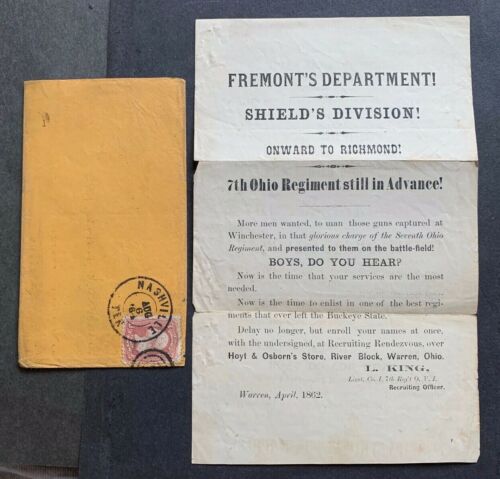 NASHVILLE
TEN.
AUG
6
FREMONT'S DEPARTMENT!
SHIELD'S DIVISION!
ONWARD TO RICHMOND!
7th Ohio Regiment still in Advance!
More men wanted, to man those guns captured at
Winchester, in that glorious charge of the Seventh Ohio
Regiment, and presented to them on the battle-field!
BOYS, DO YOU HEAR?
Now is the time that your services are the most
needed.
Now is the time to enlist in one of the best regi-
ments that ever left the Buckeye State.
Delay no longer, but enroll your names at once,
with the undersigned, at Recruiting Rendezvous, over
Hoyt & Osborn's Store, River Block, Warren, Ohio.
L. KING,
Lieut. Co. I, 7th Reg't O. V. I.
Recruiting Officer.
Warren, April, 1862.